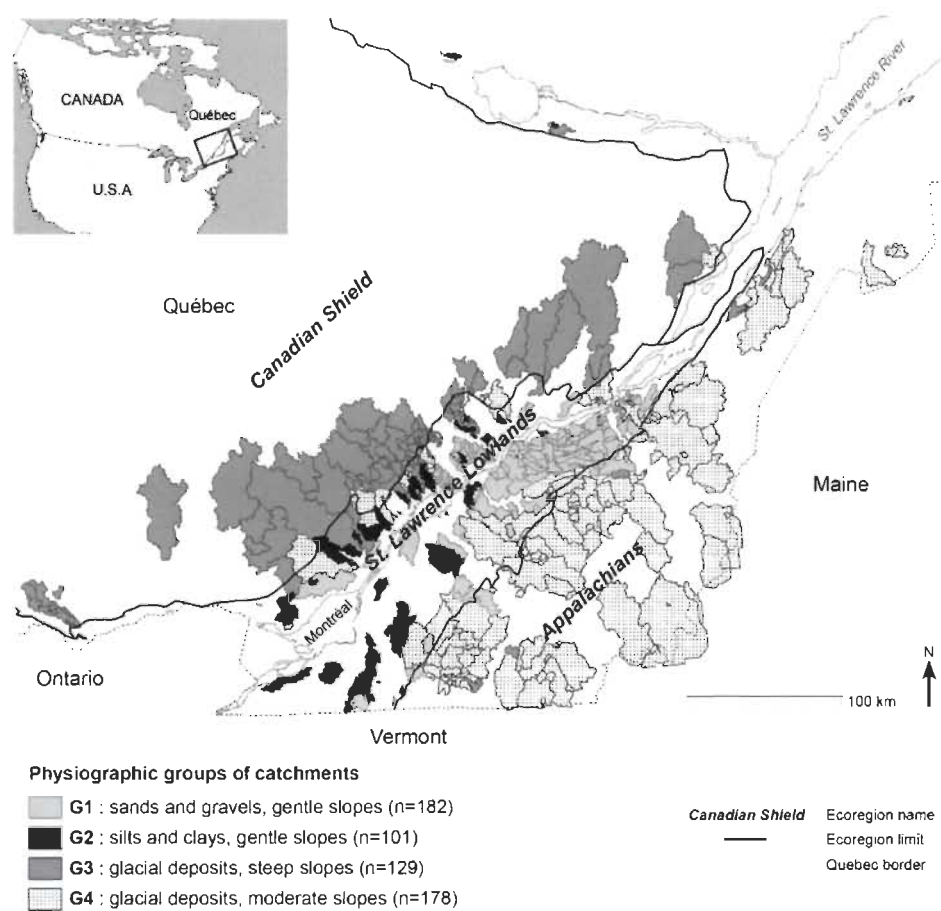 CANADA
Québec
U.S.A
St. Lawrence River
Québec
Canadian Shield
St. Lawrence Lowlands
Maine
Appalachians
Montréal
Ontario
N
100 km
Vermont
Physiographic groups of catchments
G1 : sands and gravels, gentle slopes (n=182)
G2 : silts and clays, gentle slopes (n=101)
G3 : glacial deposits, steep slopes (n=129)
G4 : glacial deposits, moderate slopes (n=178)
Canadian Shield Ecoregion name
Ecoregion limit
Quebec border